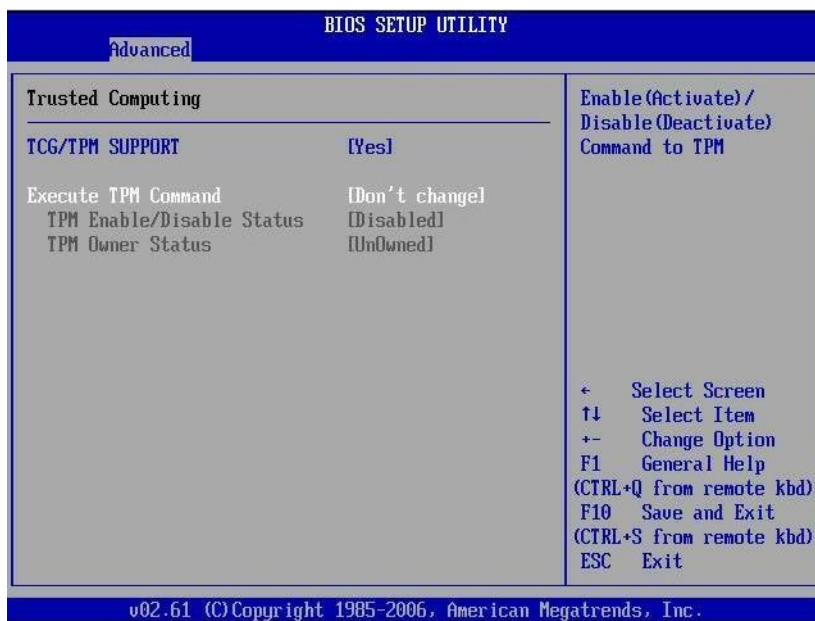 BIOS SETUP UTILITY
Advanced
Trusted Computing
TCG/TPM SUPPORT [Yes]
Execute TPM Command [Don't change]
TPM Enable/Disable Status [Disabled]
TPM Owner Status [UnOwned]
Enable(Activate)/
Disable(Deactivate)
Command to TPM
← Select Screen
↑↓ Select Item
+- Change Option
F1 General Help
(CTRL+Q from remote kbd)
F10 Save and Exit
(CTRL+S from remote kbd)
ESC Exit
v02.61 (C)Copyright 1985-2006, American Megatrends, Inc.